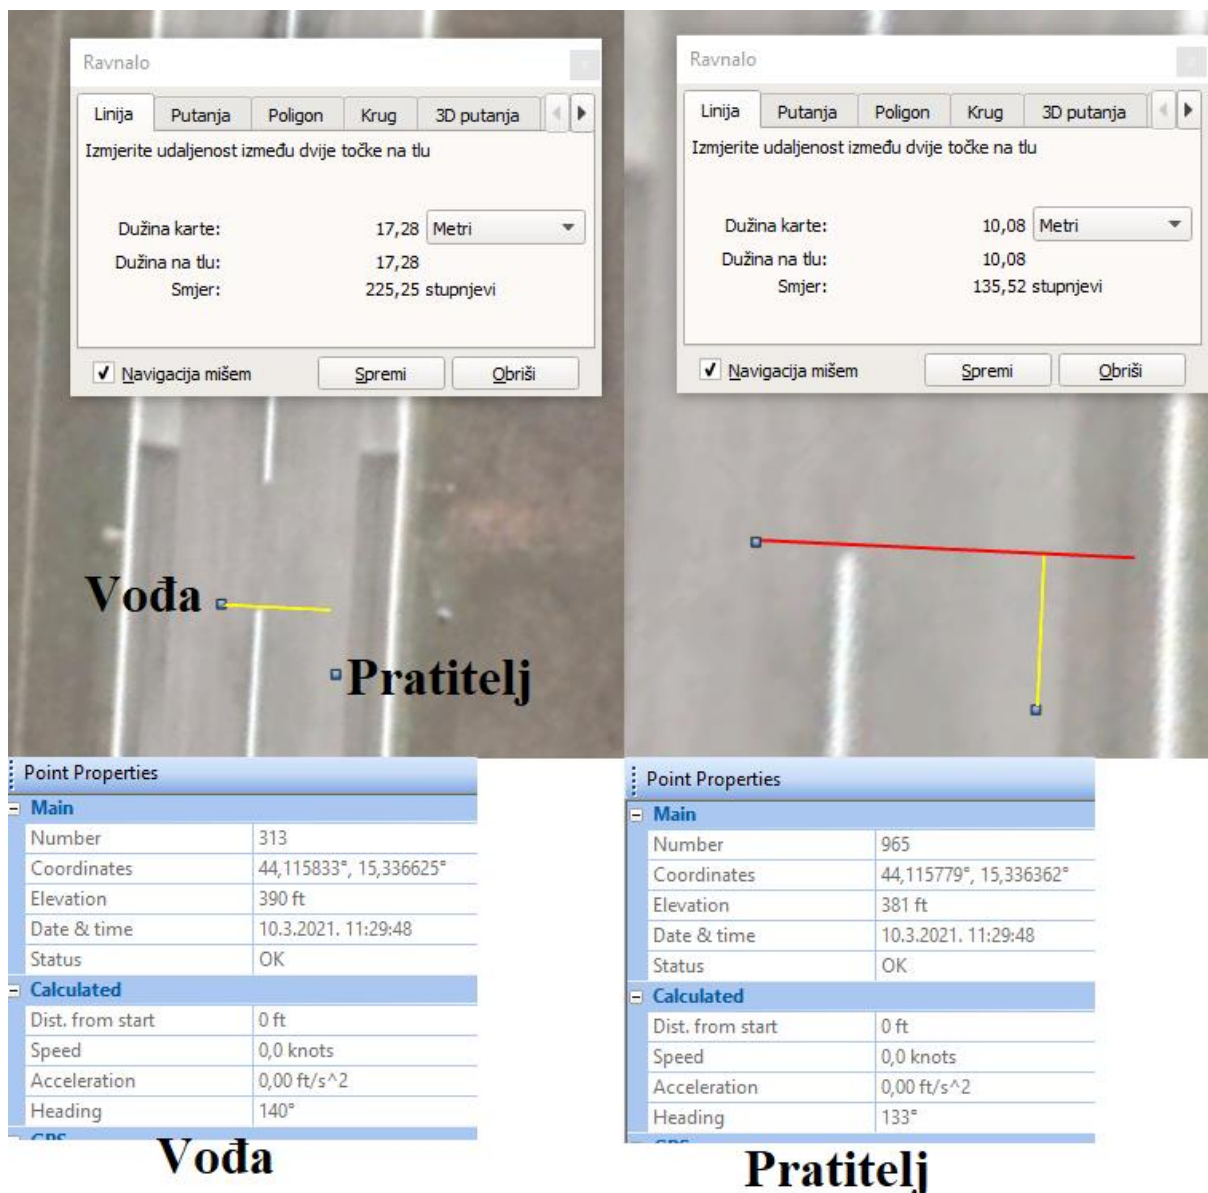 Ravnalo
Linija Putanja Poligon Krug 3D putanja
Izmjerite udaljenost između dvije točke na tlu
Dužina karte: 17,28 Metri
Dužina na tlu: 17,28
Smjer: 225,25 stupnjevi
Navigacija mišem Spremi Obriši
Vođa
Pratitelj
Ravnalo
Linija Putanja Poligon Krug 3D putanja
Izmjerite udaljenost između dvije točke na tlu
Dužina karte: 10,08 Metri
Dužina na tlu: 10,08
Smjer: 135,52 stupnjevi
Navigacija mišem Spremi Obriši
Point Properties
Main
Number 313
Coordinates 44,115833°, 15,336625°
Elevation 390 ft
Date & time 10.3.2021. 11:29:48
Status OK
Calculated
Dist. from start 0 ft
Speed 0,0 knots
Acceleration 0,00 ft/s^2
Heading 140°
Vođa
Point Properties
Main
Number 965
Coordinates 44,115779°, 15,336362°
Elevation 381 ft
Date & time 10.3.2021. 11:29:48
Status OK
Calculated
Dist. from start 0 ft
Speed 0,0 knots
Acceleration 0,00 ft/s^2
Heading 133°
Pratitelj